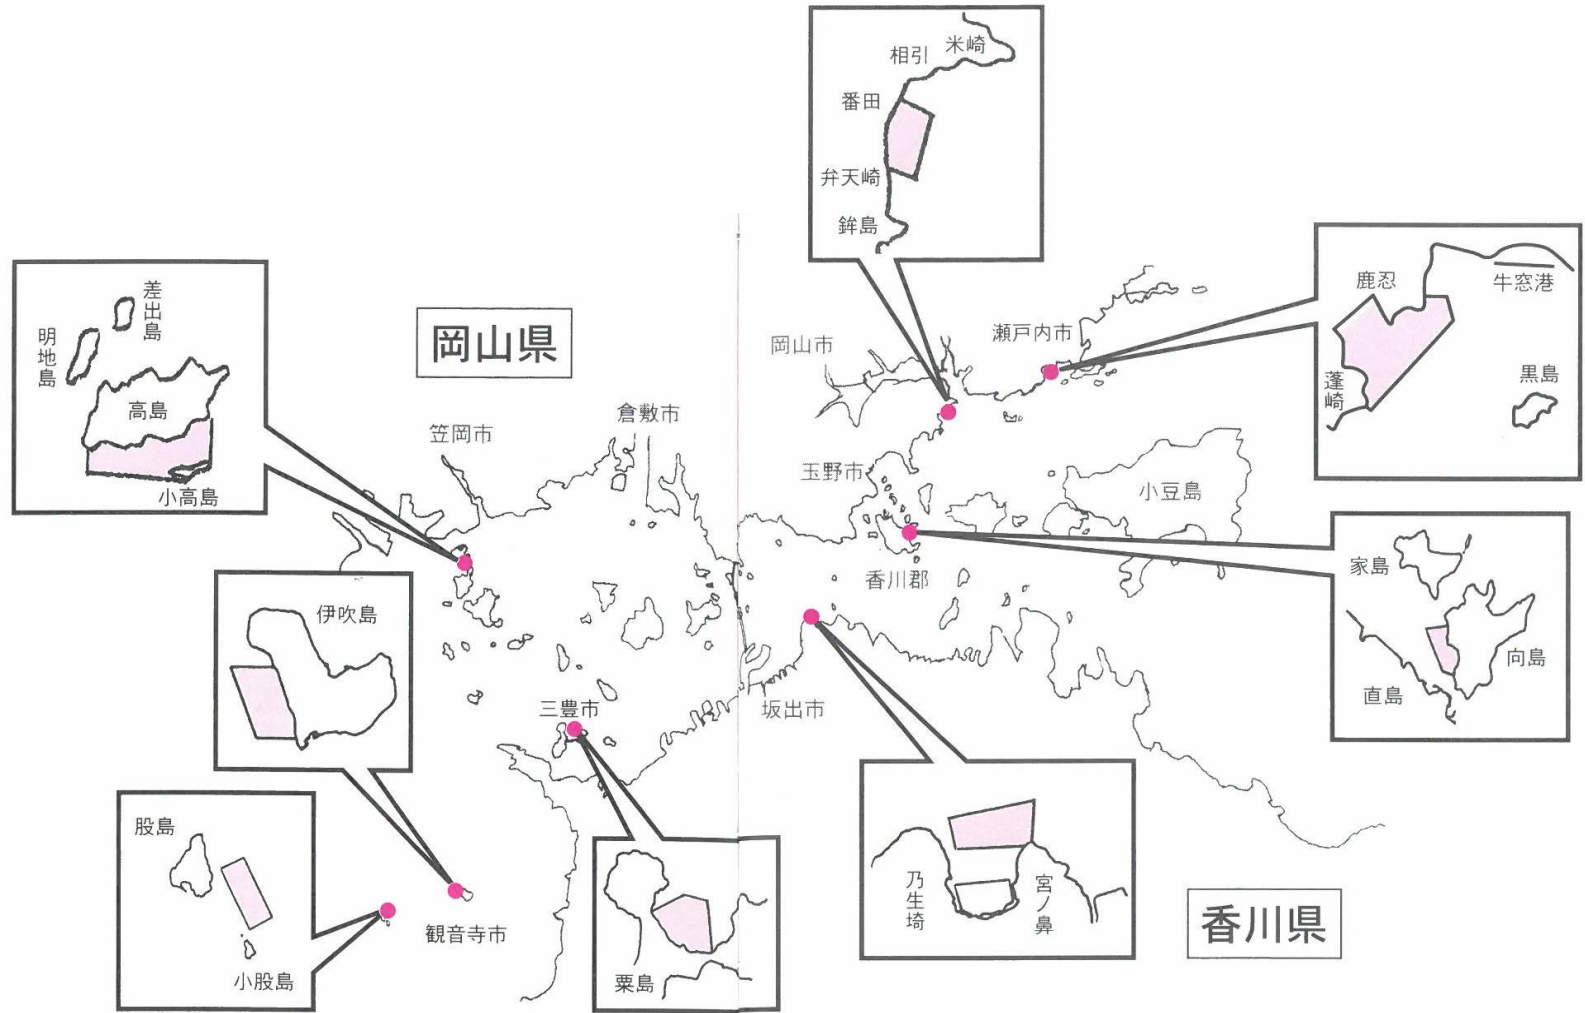 米崎
相引
番田
弁天崎
鉾島
鹿忍
牛窓港
蓬崎
黒島
差出島
明地島
高島
小高島
岡山県
岡山市
瀬戸内市
倉敷市
笠岡市
玉野市
小豆島
香川郡
家島
向島
直島
伊吹島
三豊市
坂出市
股島
小股島
観音寺市
粟島
乃生埼
宮ノ鼻
香川県